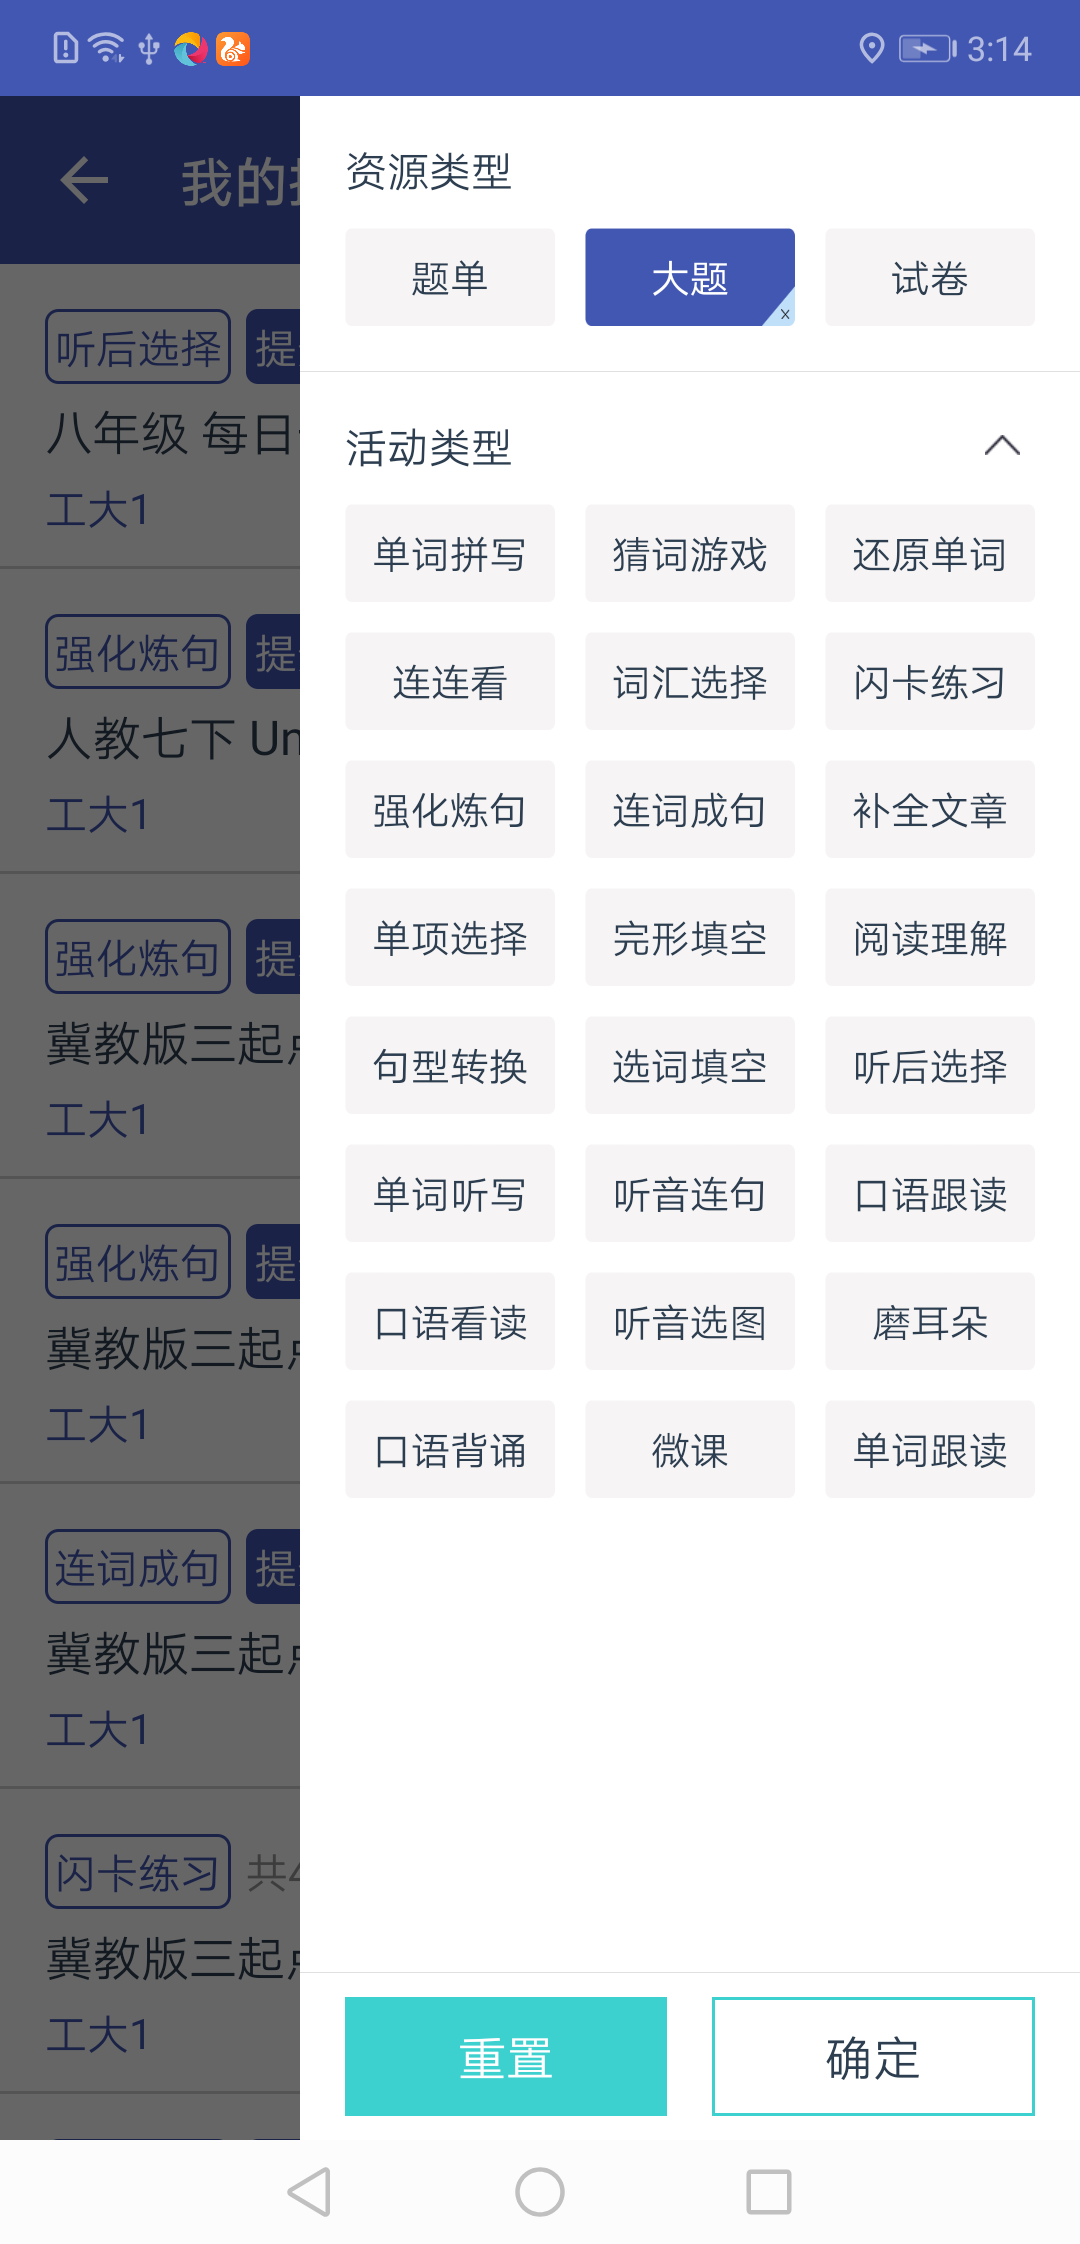 3:14
我的
资源类型
题单 大题 试卷
x
听后选择 提
八年级 每日
工大1
活动类型
单词拼写 猜词游戏 还原单词
强化炼句 提
连连看 词汇选择 闪卡练习
人教七下 Un
工大1
强化炼句 连词成句 补全文章
单项选择 完形填空 阅读理解
强化炼句 提
冀教版三起
工大1
句型转换 选词填空 听后选择
单词听写 听音连句 口语跟读
强化炼句 提
冀教版三起
工大1
口语看读 听音选图 磨耳朵
口语背诵 微课 单词跟读
连词成句 提
冀教版三起
工大1
闪卡练习 共4
冀教版三起
工大1
重置 确定